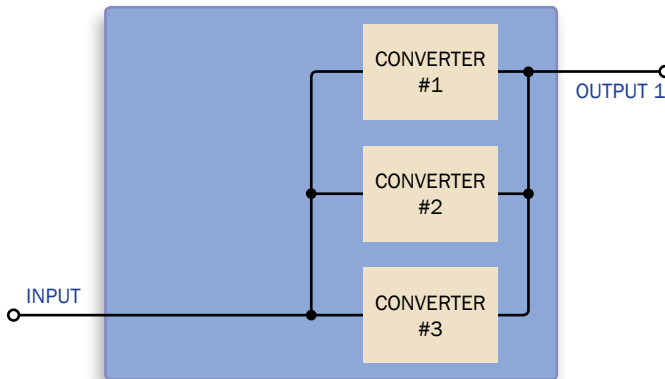 CONVERTER
#1
OUTPUT 1
CONVERTER
#2
INPUT
CONVERTER
#3